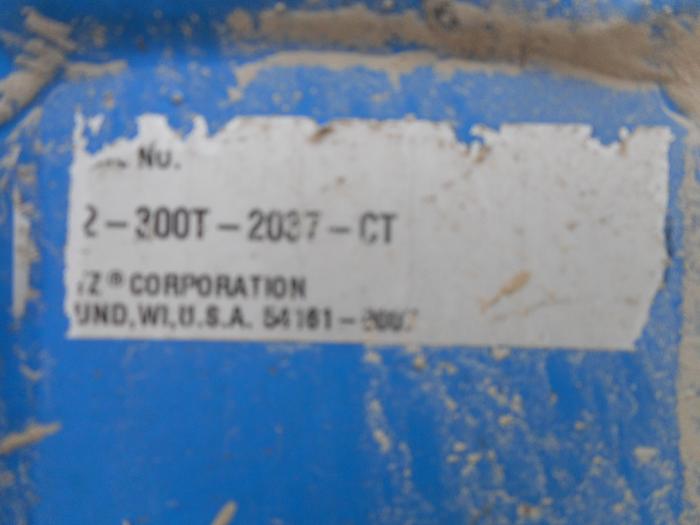 NO.
2-300T-2037-CT
Z® CORPORATION
UND, WI, U.S.A. 54161-